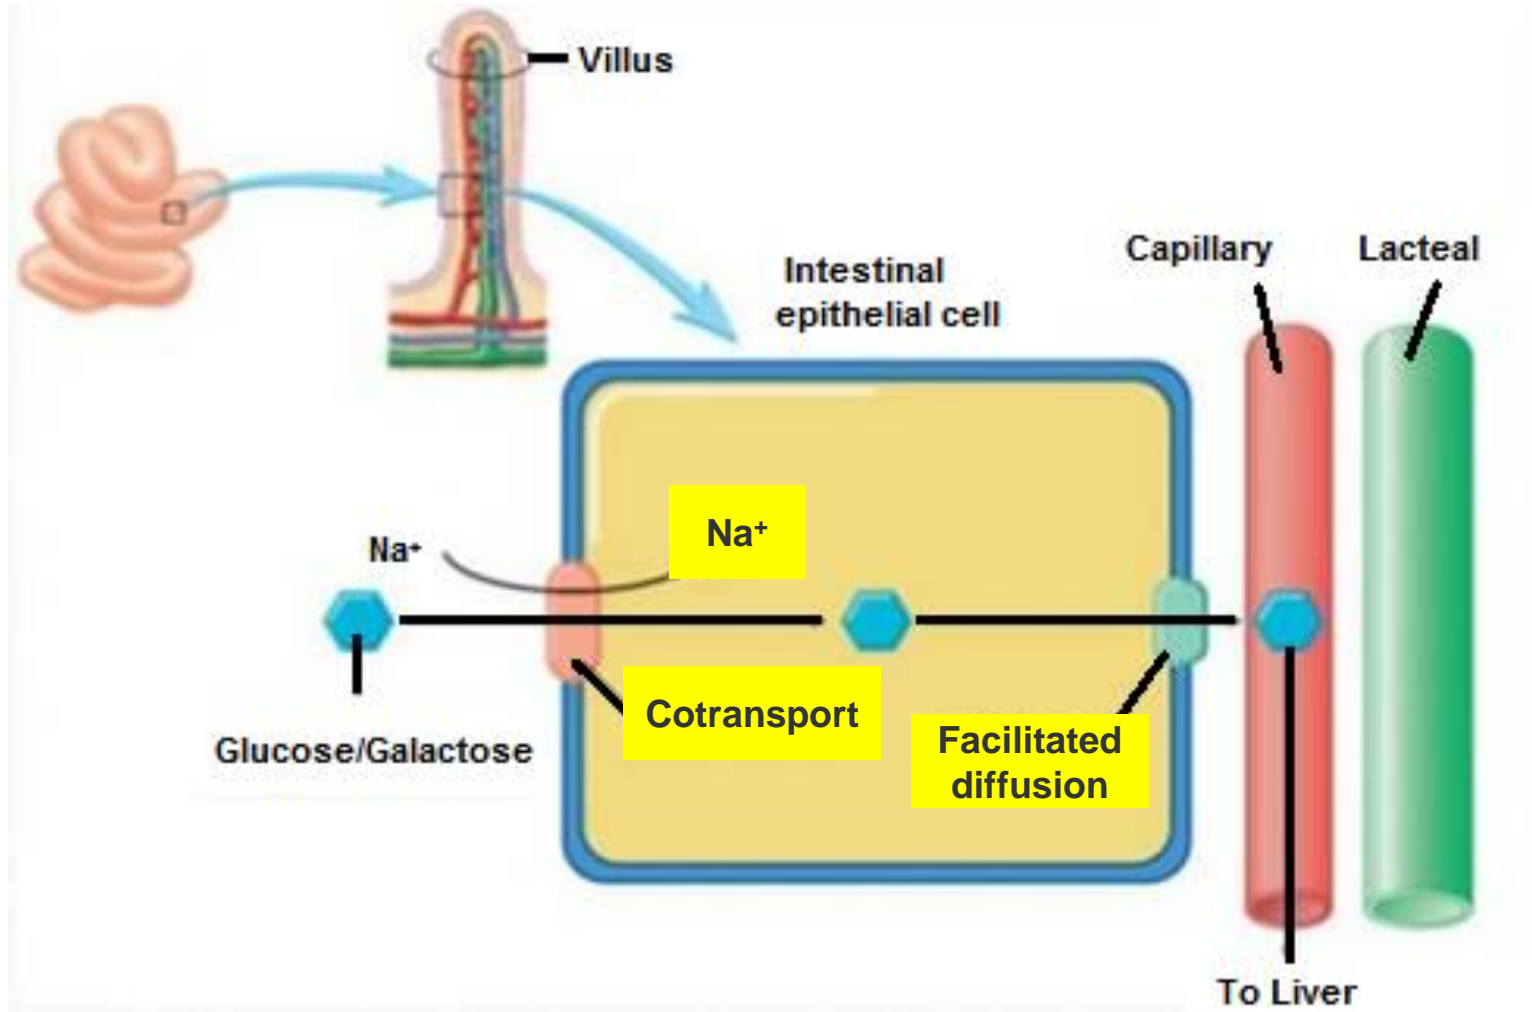 Villus
Intestinal
epithelial cell
Capillary
Lacteal
Na⁺
Na⁺
Glucose/Galactose
Cotransport
Facilitated
diffusion
To Liver